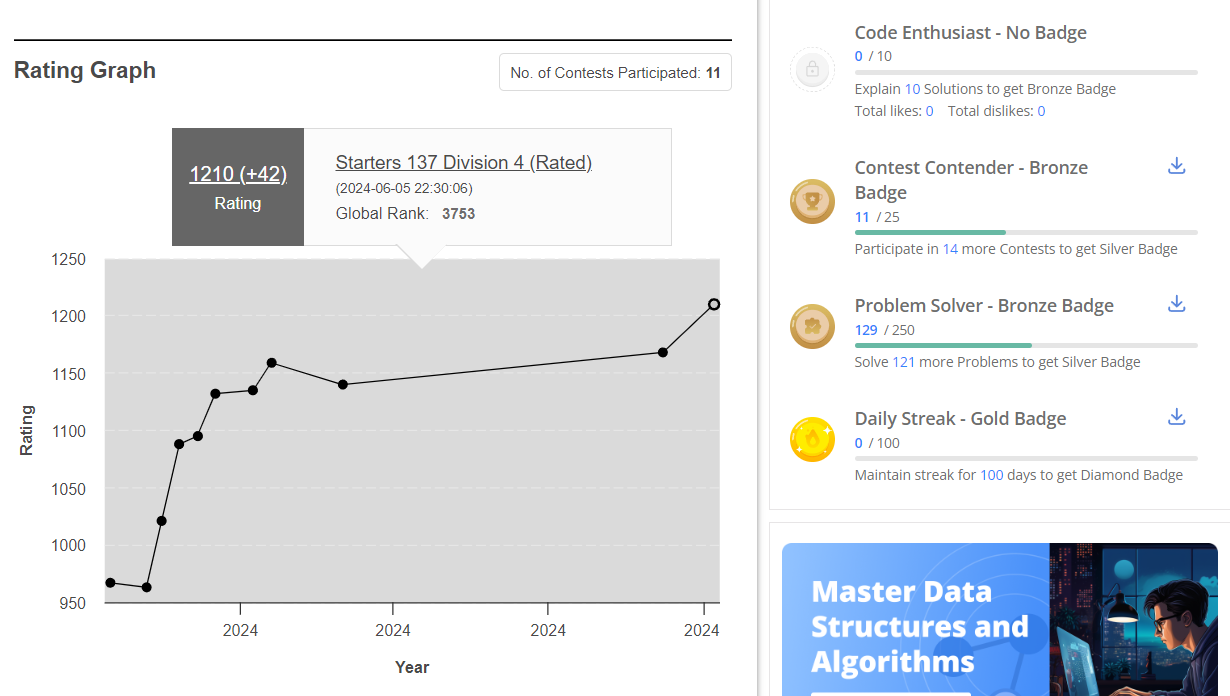 Rating Graph
No. of Contests Participated: 11
1210 (+42)
Rating
Starters 137 Division 4 (Rated)
(2024-06-05 22:30:06)
Global Rank: 3753
1250
1200
1150
1100
1050
1000
950
Rating
2024 2024 2024 2024
Year
Code Enthusiast - No Badge
0 / 10
Explain 10 Solutions to get Bronze Badge
Total likes: 0 Total dislikes: 0
Contest Contender - Bronze
Badge
11 / 25
Participate in 14 more Contests to get Silver Badge
Problem Solver - Bronze Badge
129 / 250
Solve 121 more Problems to get Silver Badge
Daily Streak - Gold Badge
0 / 100
Maintain streak for 100 days to get Diamond Badge
Master Data
Structures and
Algorithms